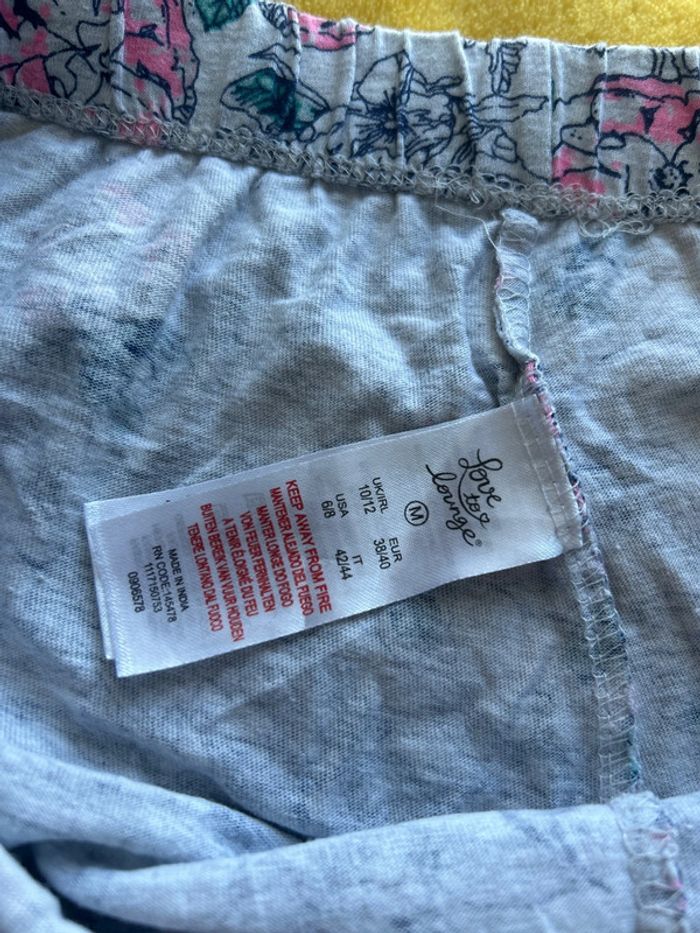 Love
to
lounge®
M
UK/IRL EUR
10/12 38/40
USA IT
6/8 42/44
KEEP AWAY FROM FIRE
MANTENER ALEJADO DEL FUEGO
MANTER LONGE DO FOGO
VON FEUER FERNHALTEN
A TENIR ÉLOIGNÉ DU FEU
BUITEN BEREIK VAN VUUR HOUDEN
TENERE LONTANO DAL FUOCO
MADE IN INDIA
RN CODE:145478
1117150753
0906578